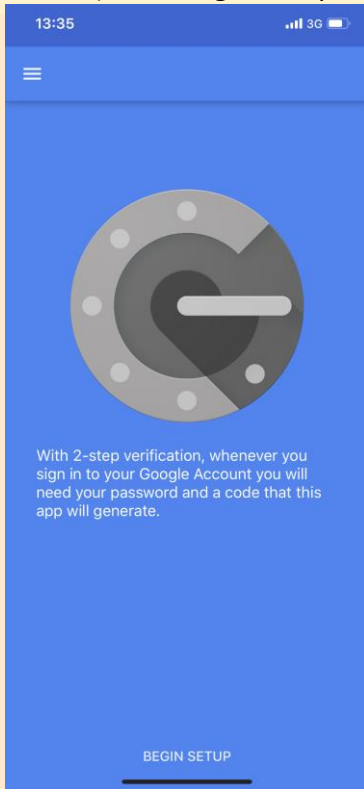 13:35
3G
With 2-step verification, whenever you
sign in to your Google Account you will
need your password and a code that this
app will generate.
BEGIN SETUP